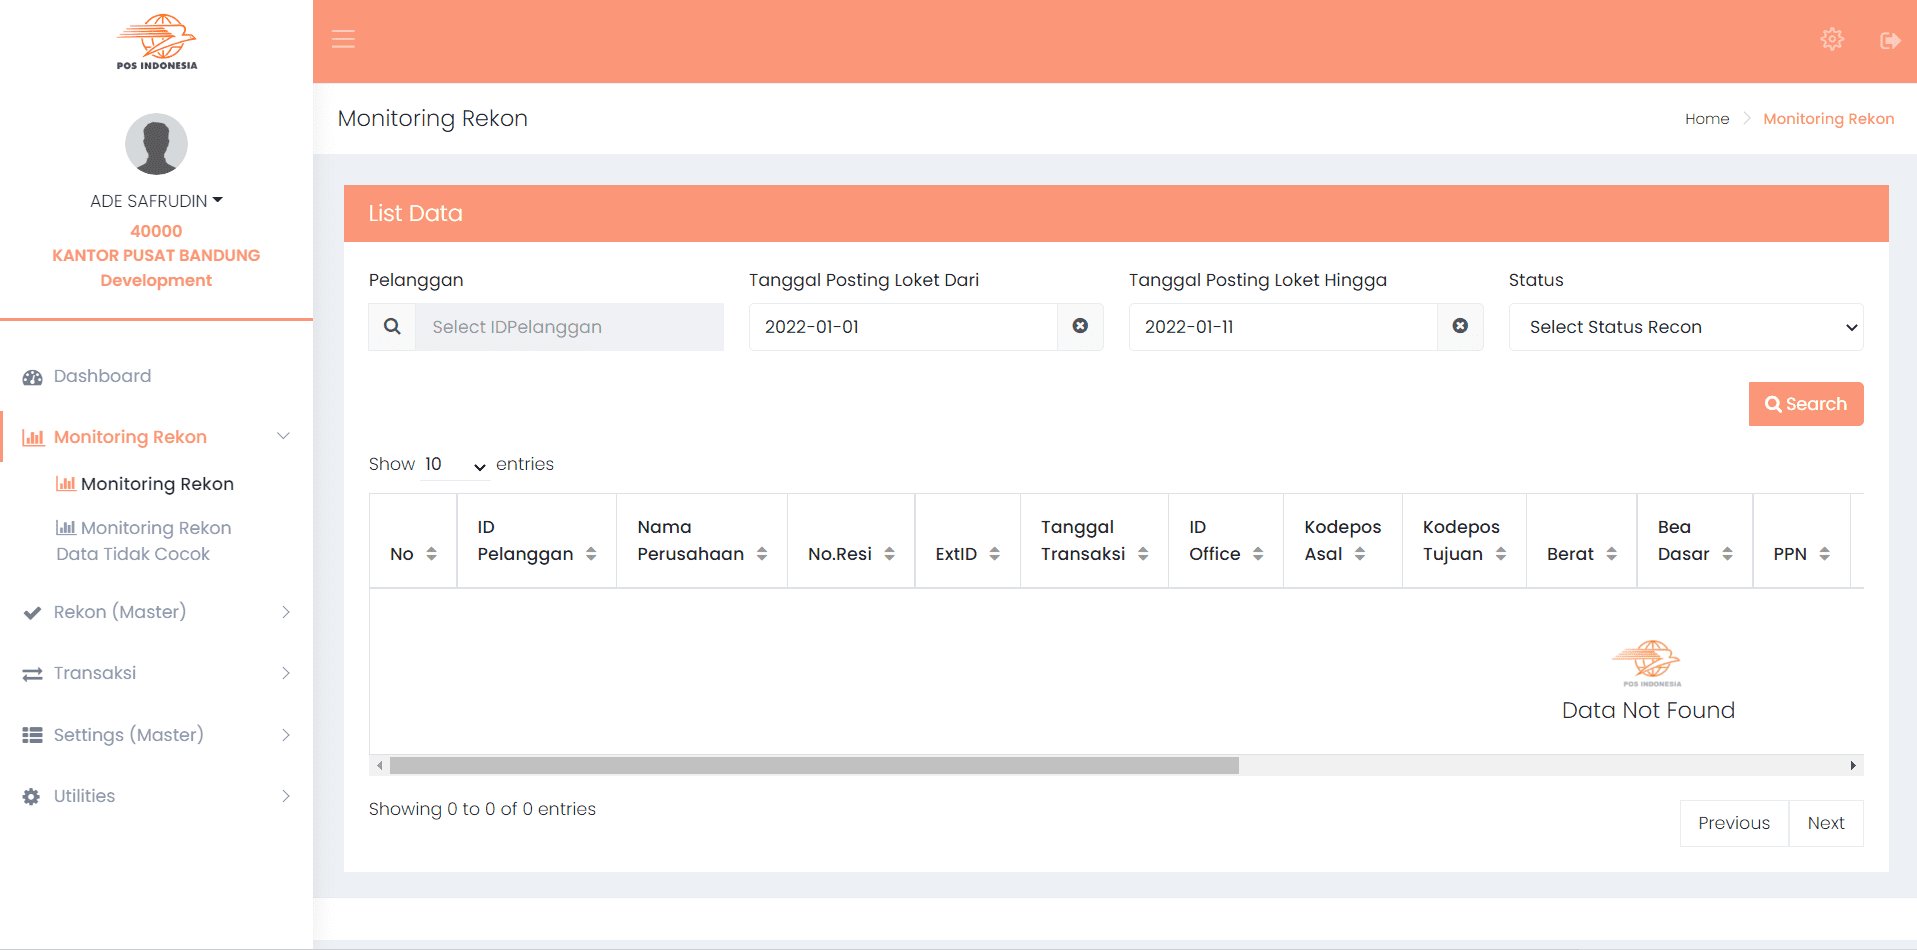 POS INDONESIA
ADE SAFRUDIN
40000
KANTOR PUSAT BANDUNG
Development
Dashboard
Monitoring Rekon
Monitoring Rekon
Monitoring Rekon
Data Tidak Cocok
Rekon (Master)
Transaksi
Settings (Master)
Utilities
Monitoring Rekon
Home
Monitoring Rekon
List Data
Pelanggan
Select IDPelanggan
Tanggal Posting Loket Dari
2022-01-01
Tanggal Posting Loket Hingga
2022-01-11
Status
Select Status Recon
Search
Show 10 entries
No
ID
Pelanggan
Nama
Perusahaan
No.Resi
ExtID
Tanggal
Transaksi
ID
Office
Kodepos
Asal
Kodepos
Tujuan
Berat
Bea
Dasar
PPN
POS INDONESIA
Data Not Found
Showing 0 to 0 of 0 entries
Previous
Next